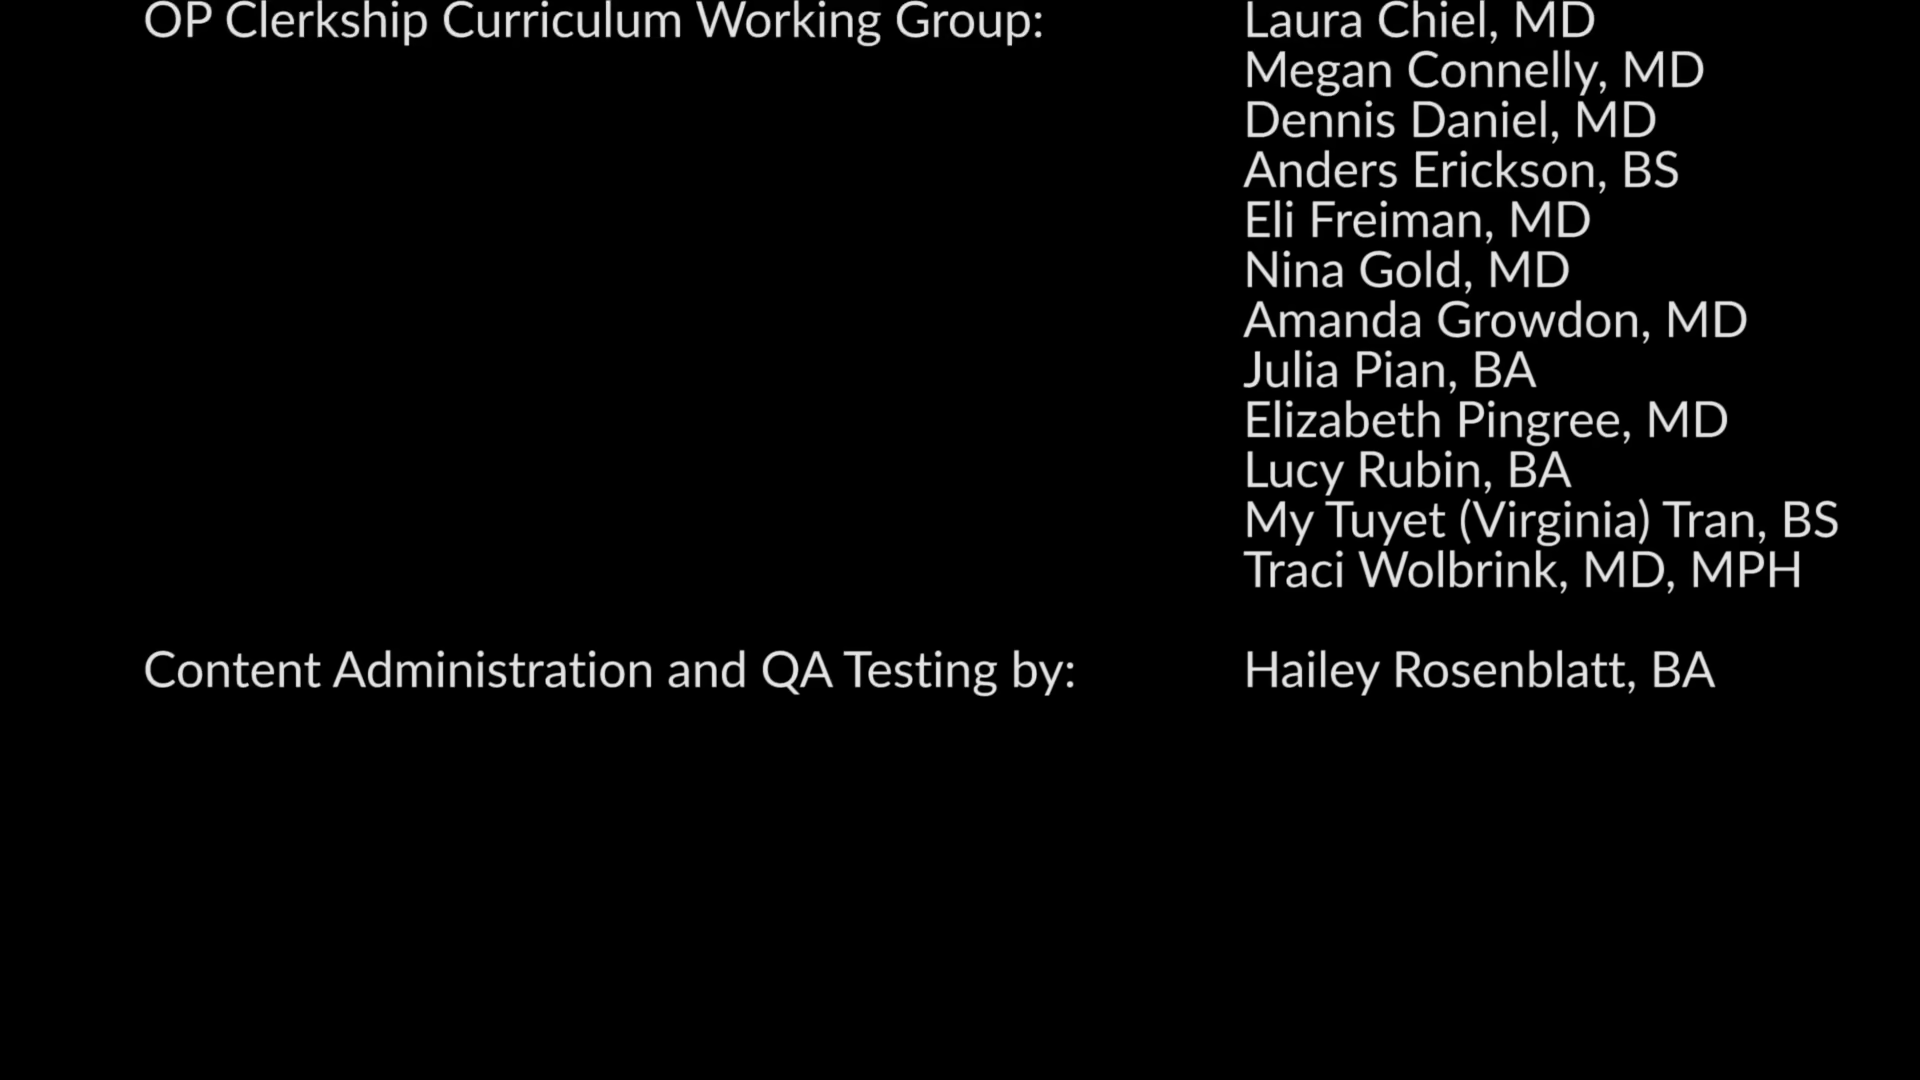 OP Clerkship Curriculum Working Group: Laura Chiel, MD
Megan Connelly, MD
Dennis Daniel, MD
Anders Erickson, BS
Eli Freiman, MD
Nina Gold, MD
Amanda Growdon, MD
Julia Pian, BA
Elizabeth Pingree, MD
Lucy Rubin, BA
My Tuyet (Virginia) Tran, BS
Traci Wolbrink, MD, MPH
Content Administration and QA Testing by: Hailey Rosenblatt, BA